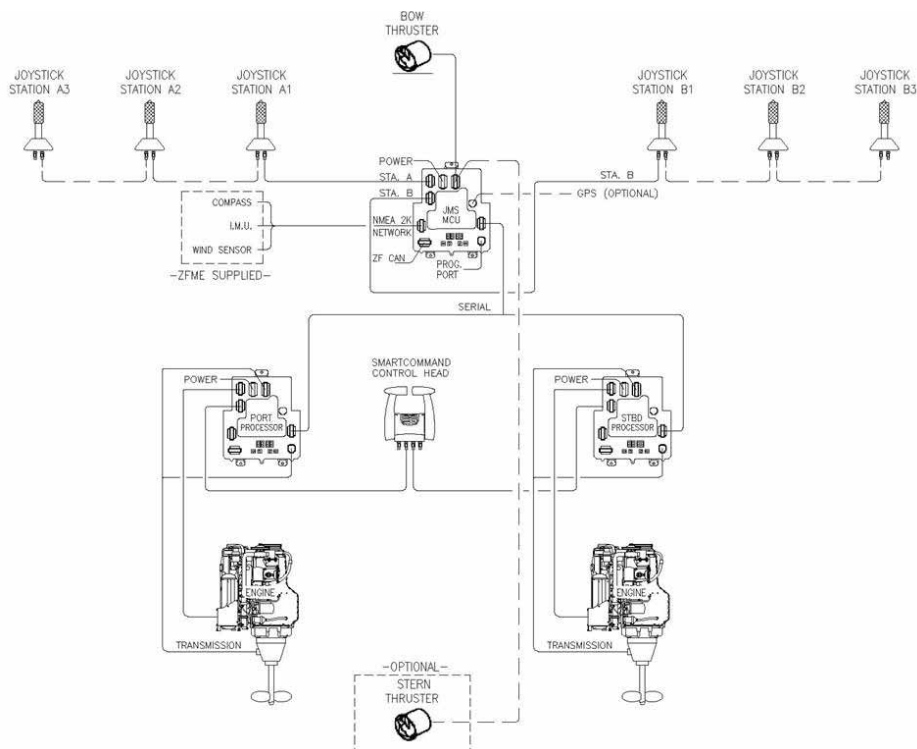 BOW
THRUSTER
JOYSTICK
STATION A3
JOYSTICK
STATION A2
JOYSTICK
STATION A1
JOYSTICK
STATION B1
JOYSTICK
STATION B2
JOYSTICK
STATION B3
POWER
STA. A
STA. B
STA. B
GPS (OPTIONAL)
JMS
MCU
COMPASS
I.M.U.
WIND SENSOR
-ZFME SUPPLIED-
NMEA 2K
NETWORK
ZF CAN
PROG.
PORT
SERIAL
SMARTCOMMAND
CONTROL HEAD
POWER
PORT
PROCESSOR
POWER
STBD
PROCESSOR
ENGINE
TRANSMISSION
ENGINE
TRANSMISSION
-OPTIONAL-
STERN
THRUSTER